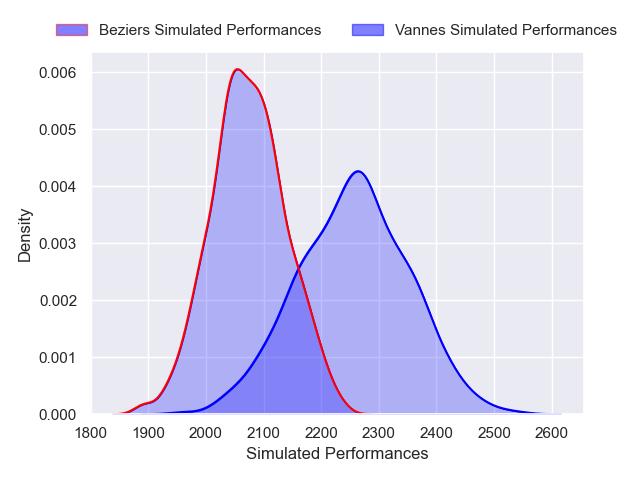 Beziers Simulated Performances
Vannes Simulated Performances
0.006
0.005
0.004
0.003
0.002
0.001
0.000
Density
1800 1900 2000 2100 2200 2300 2400 2500 2600
Simulated Performances